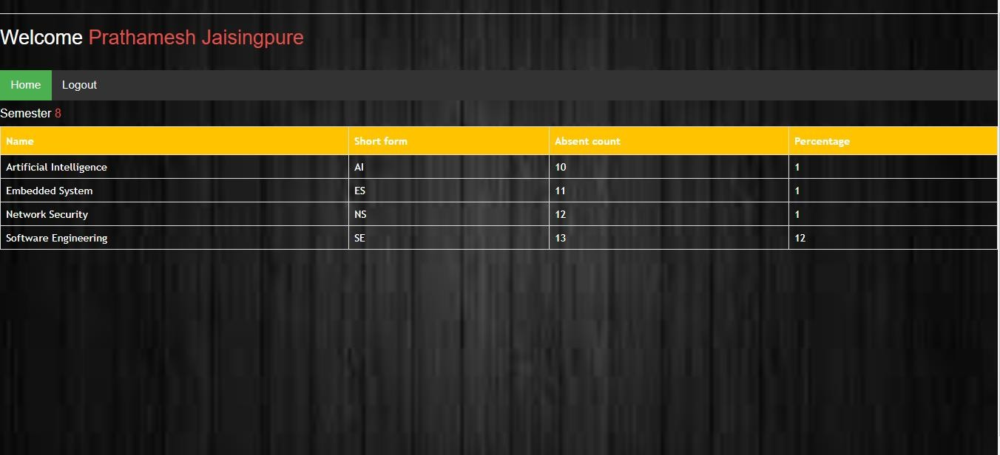 Welcome Prathamesh Jaisingpure
Home Logout
Semester 8
Name Short form Absent count Percentage
Artificial Intelligence AI 10 1
Embedded System ES 11 1
Network Security NS 12 1
Software Engineering SE 13 12